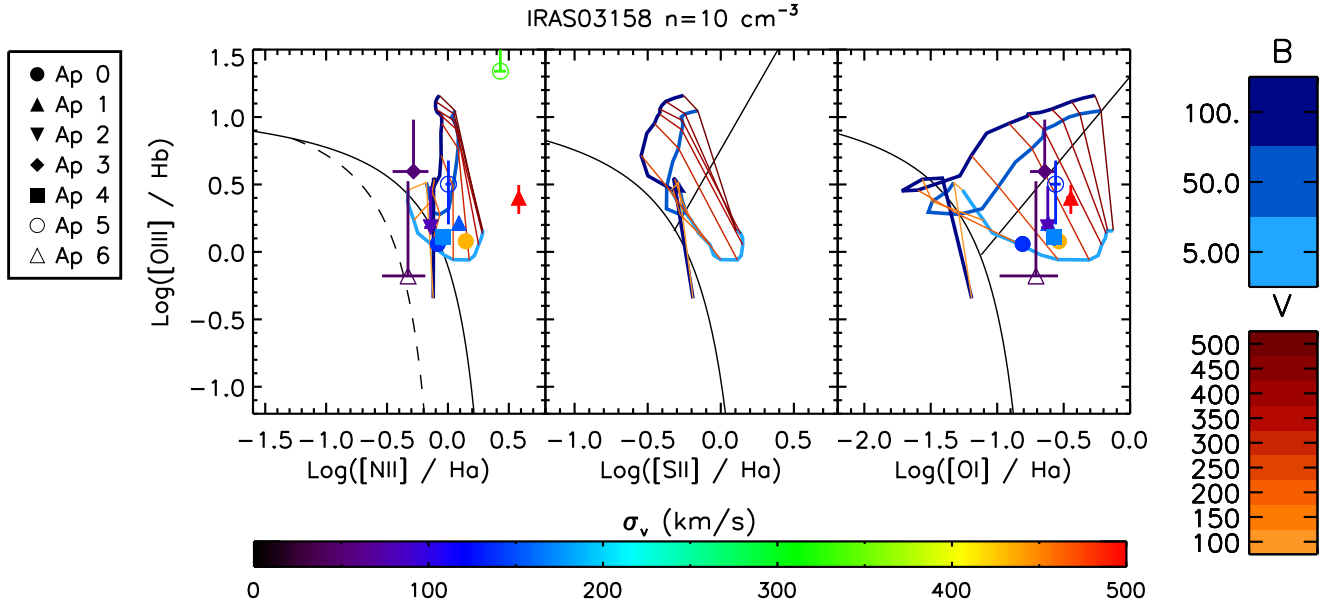 IRAS03158 n=10 cm⁻³
Ap 0
Ap 1
Ap 2
Ap 3
Ap 4
Ap 5
Ap 6
Log([OIII] / Hb)
1.5
1.0
0.5
0.0
−0.5
−1.0
−1.5 −1.0 −0.5 0.0 0.5
Log([NII] / Ha)
−1.0 −0.5 0.0 0.5
Log([SII] / Ha)
−2.0 −1.5 −1.0 −0.5 0.0
Log([OI] / Ha)
B
100.
50.0
5.00
V
500
450
400
350
300
250
200
150
100
σᵥ (km/s)
0 100 200 300 400 500